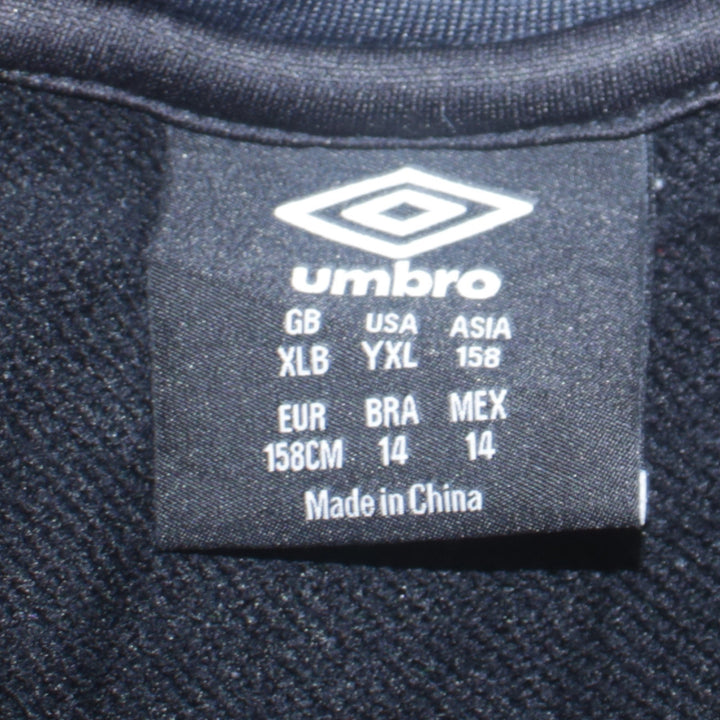 umbro
GB USA ASIA
XLB YXL 158
EUR BRA MEX
158CM 14 14
Made in China